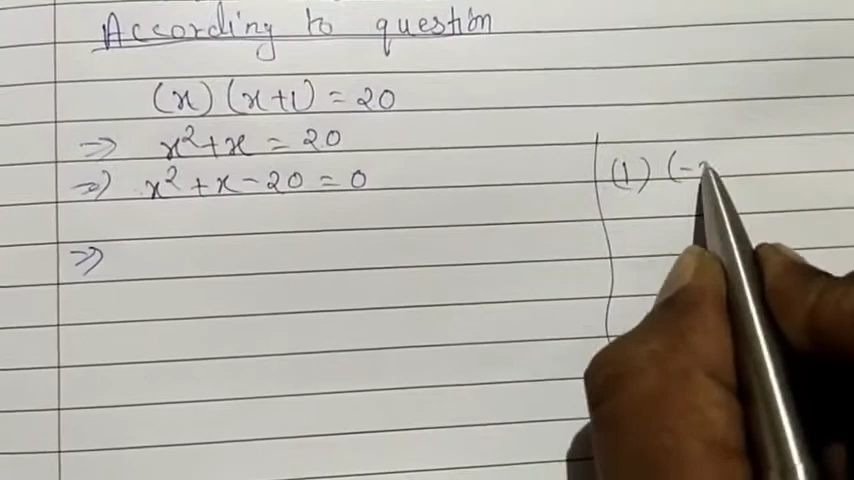 According to question
(x) (x+1) = 20
⇒ x²+x = 20
⇒ x²+x-20 = 0
(1) (-
⇒